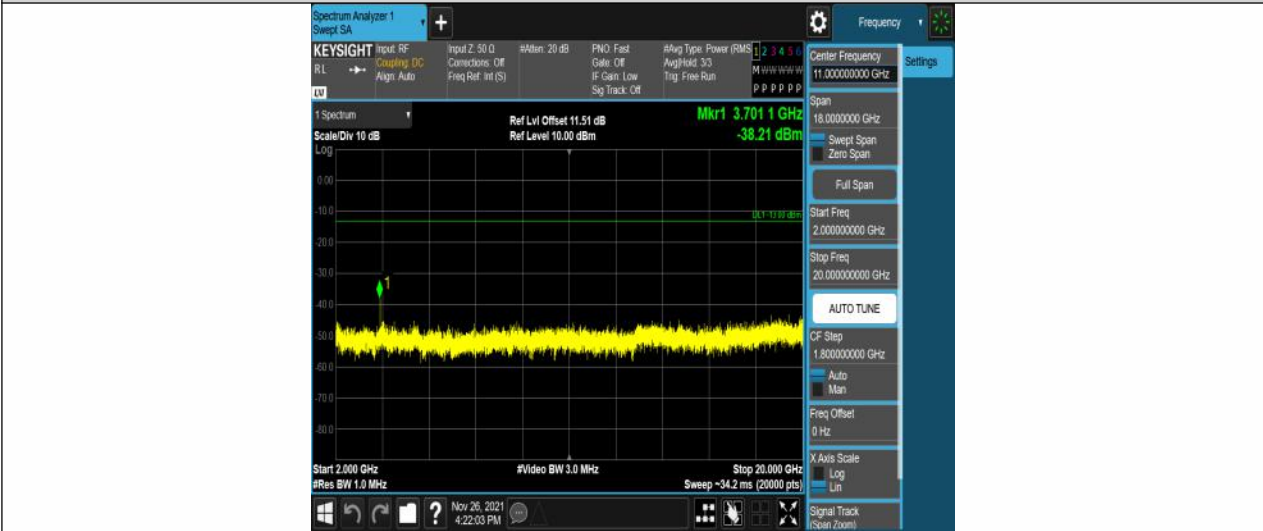 Spectrum Analyzer 1
Swept SA
+
Frequency
KEYSIGHT
RL
Input: RF
Coupling: DC
Align: Auto
Input Z: 50 Ω
Corrections: Off
Freq Ref: Int (S)
#Atten: 20 dB
PNO: Fast
Gate: Off
IF Gain: Low
Sig Track: Off
#Avg Type: Power (RMS
Avg|Hold: 3/3
Trig: Free Run
1 2 3 4 5 6
M W W W W W
P P P P P P
LV
1 Spectrum
Scale/Div 10 dB
Log
Ref Lvl Offset 11.51 dB
Ref Level 10.00 dBm
Mkr1 3.701 1 GHz
-38.21 dBm
0.00
-10.0
-20.0
-30.0
-40.0
-50.0
-60.0
-70.0
-80.0
DL1 -13.00 dBm
1
Start 2.000 GHz
#Res BW 1.0 MHz
#Video BW 3.0 MHz
Stop 20.000 GHz
Sweep ~34.2 ms (20000 pts)
?
Nov 26, 2021
4:22:03 PM
Center Frequency
11.000000000 GHz
Settings
Span
18.0000000 GHz
Swept Span
Zero Span
Full Span
Start Freq
2.000000000 GHz
Stop Freq
20.000000000 GHz
AUTO TUNE
CF Step
1.800000000 GHz
Auto
Man
Freq Offset
0 Hz
X Axis Scale
Log
Lin
Signal Track
(Span Zoom)